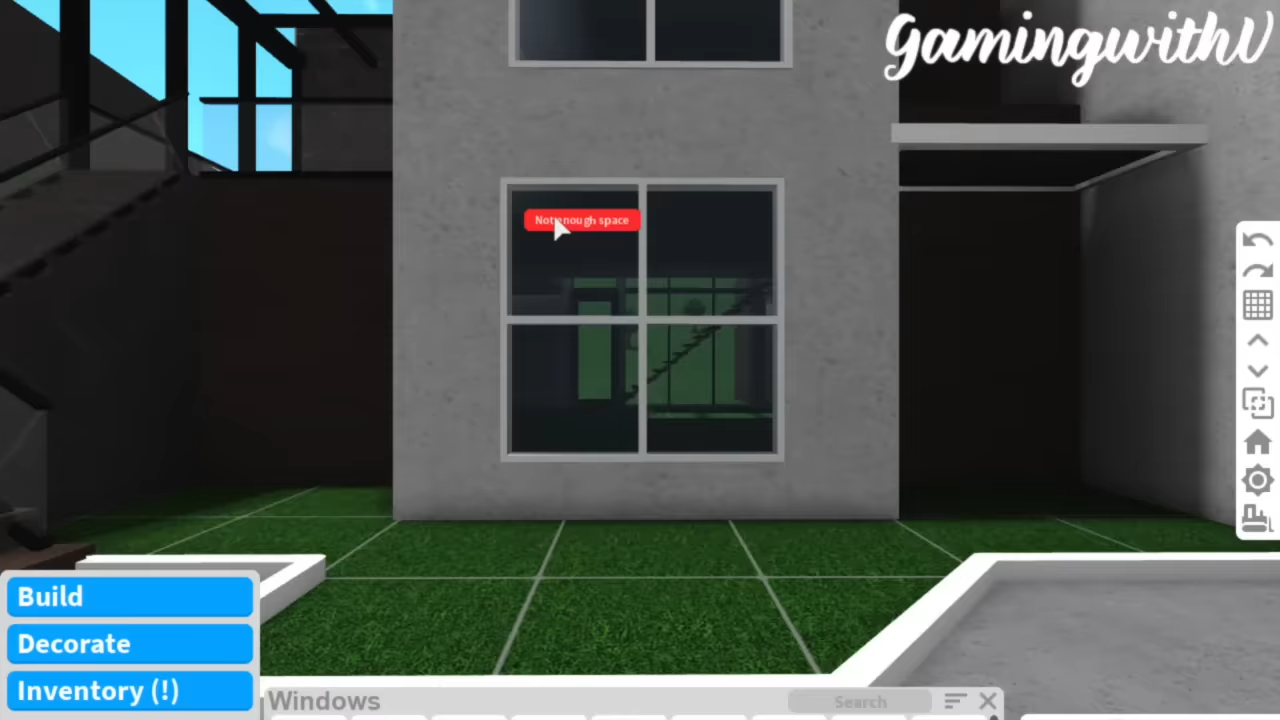 GamingwithV
Not enough space
Build
Decorate
Inventory (!)
Windows
Search